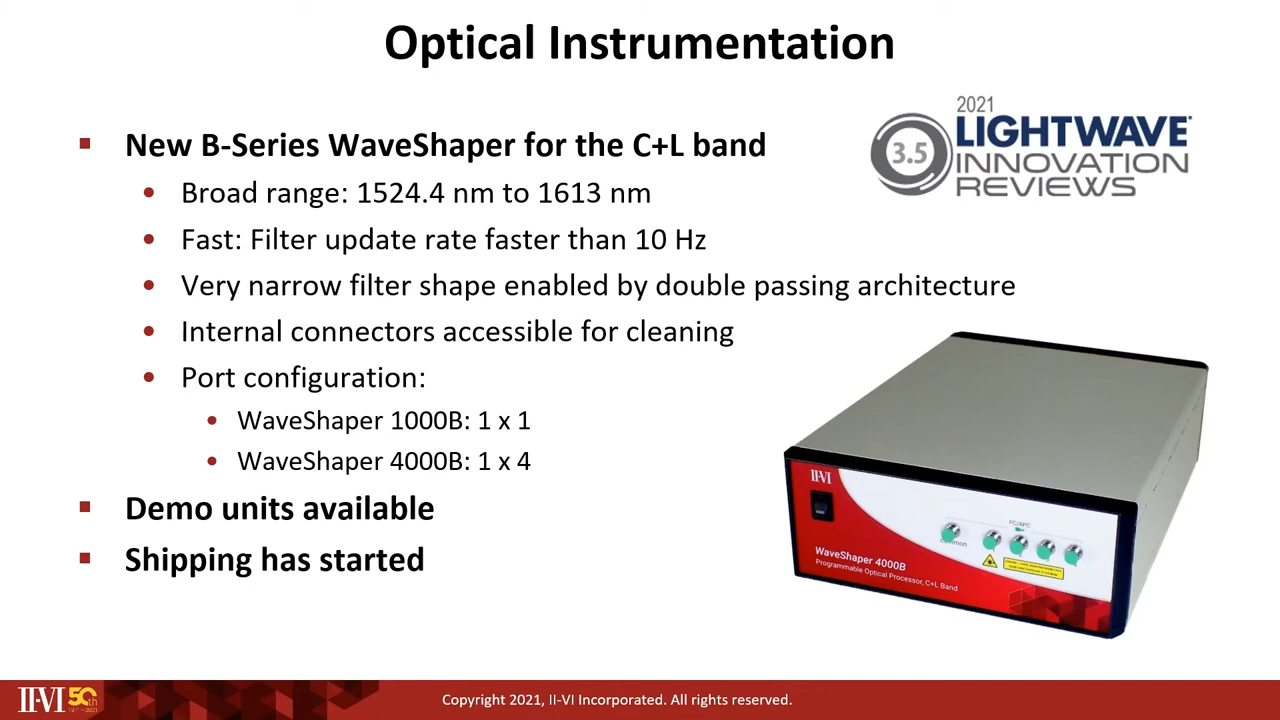 Optical Instrumentation
2021
LIGHTWAVE
3.5
INNOVATION
REVIEWS
New B-Series WaveShaper for the C+L band
Broad range: 1524.4 nm to 1613 nm
Fast: Filter update rate faster than 10 Hz
Very narrow filter shape enabled by double passing architecture
Internal connectors accessible for cleaning
Port configuration:
WaveShaper 1000B: 1 x 1
WaveShaper 4000B: 1 x 4
Demo units available
Shipping has started
II-VI
FC/APC
Common
WaveShaper 4000B
Programmable Optical Processor, C+L Band
II-VI 50th
Copyright 2021, II-VI Incorporated. All rights reserved.